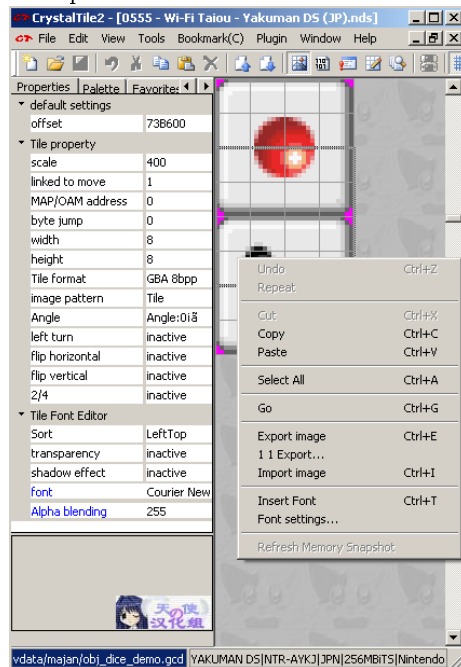 CrystalTile2 - [0555 - Wi-Fi Taiou - Yakuman DS (JP).nds]
File Edit View Tools Bookmark(C) Plugin Window Help
Properties Palette Favorites
default settings
offset 73B600
Tile property
scale 400
linked to move 1
MAP/OAM address 0
byte jump 0
width 8
height 8
Tile format GBA 8bpp
image pattern Tile
Angle Angle:0iã
left turn inactive
flip horizontal inactive
flip vertical inactive
2/4 inactive
Tile Font Editor
Sort LeftTop
transparency inactive
shadow effect inactive
font Courier New
Alpha blending 255
Undo Ctrl+Z
Repeat
Cut Ctrl+X
Copy Ctrl+C
Paste Ctrl+V
Select All Ctrl+A
Go Ctrl+G
Export image Ctrl+E
1 1 Export...
Import image Ctrl+I
Insert Font Ctrl+T
Font settings...
Refresh Memory Snapshot
天使
汉化组
vdata/majan/obj_dice_demo.gcd YAKUMAN DS|NTR-AYKJ|JPN|256MBiTS|Nintendo